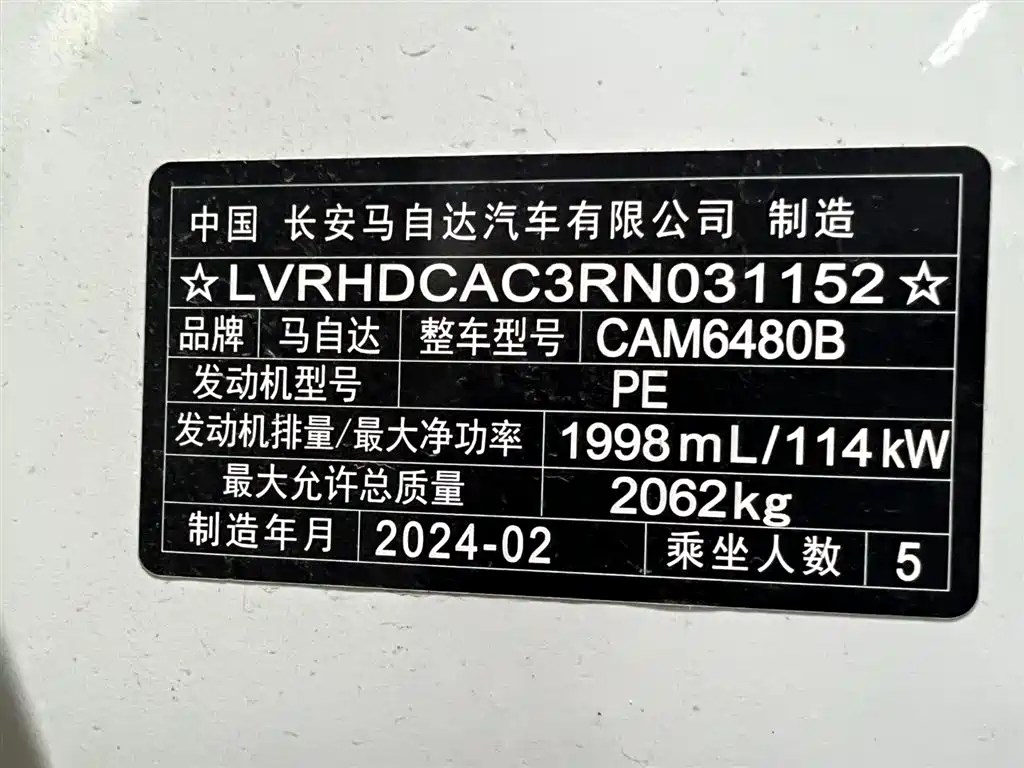 中国 长安马自达汽车有限公司 制造
☆LVRHDCAC3RN031152☆
品牌 马自达 整车型号 CAM6480B
发动机型号 PE
发动机排量/最大净功率 1998mL/114kW
最大允许总质量 2062kg
制造年月 2024-02 乘坐人数 5